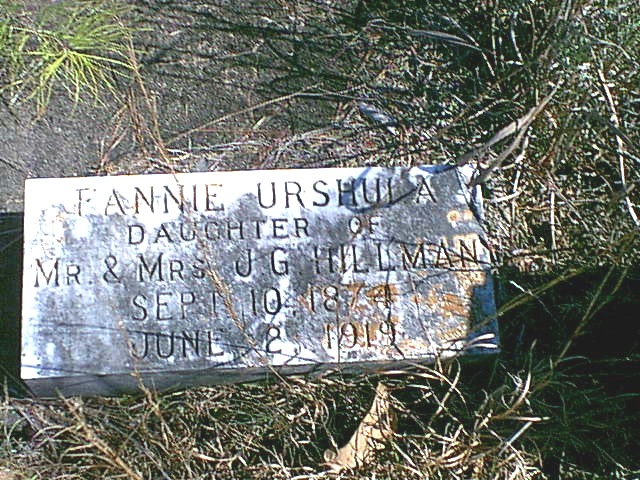 FANNIE URSHULA
DAUGHTER OF
MR. & MRS. J.G. HILLMAN
SEPT. 10, 1874
JUNE 2, 1919